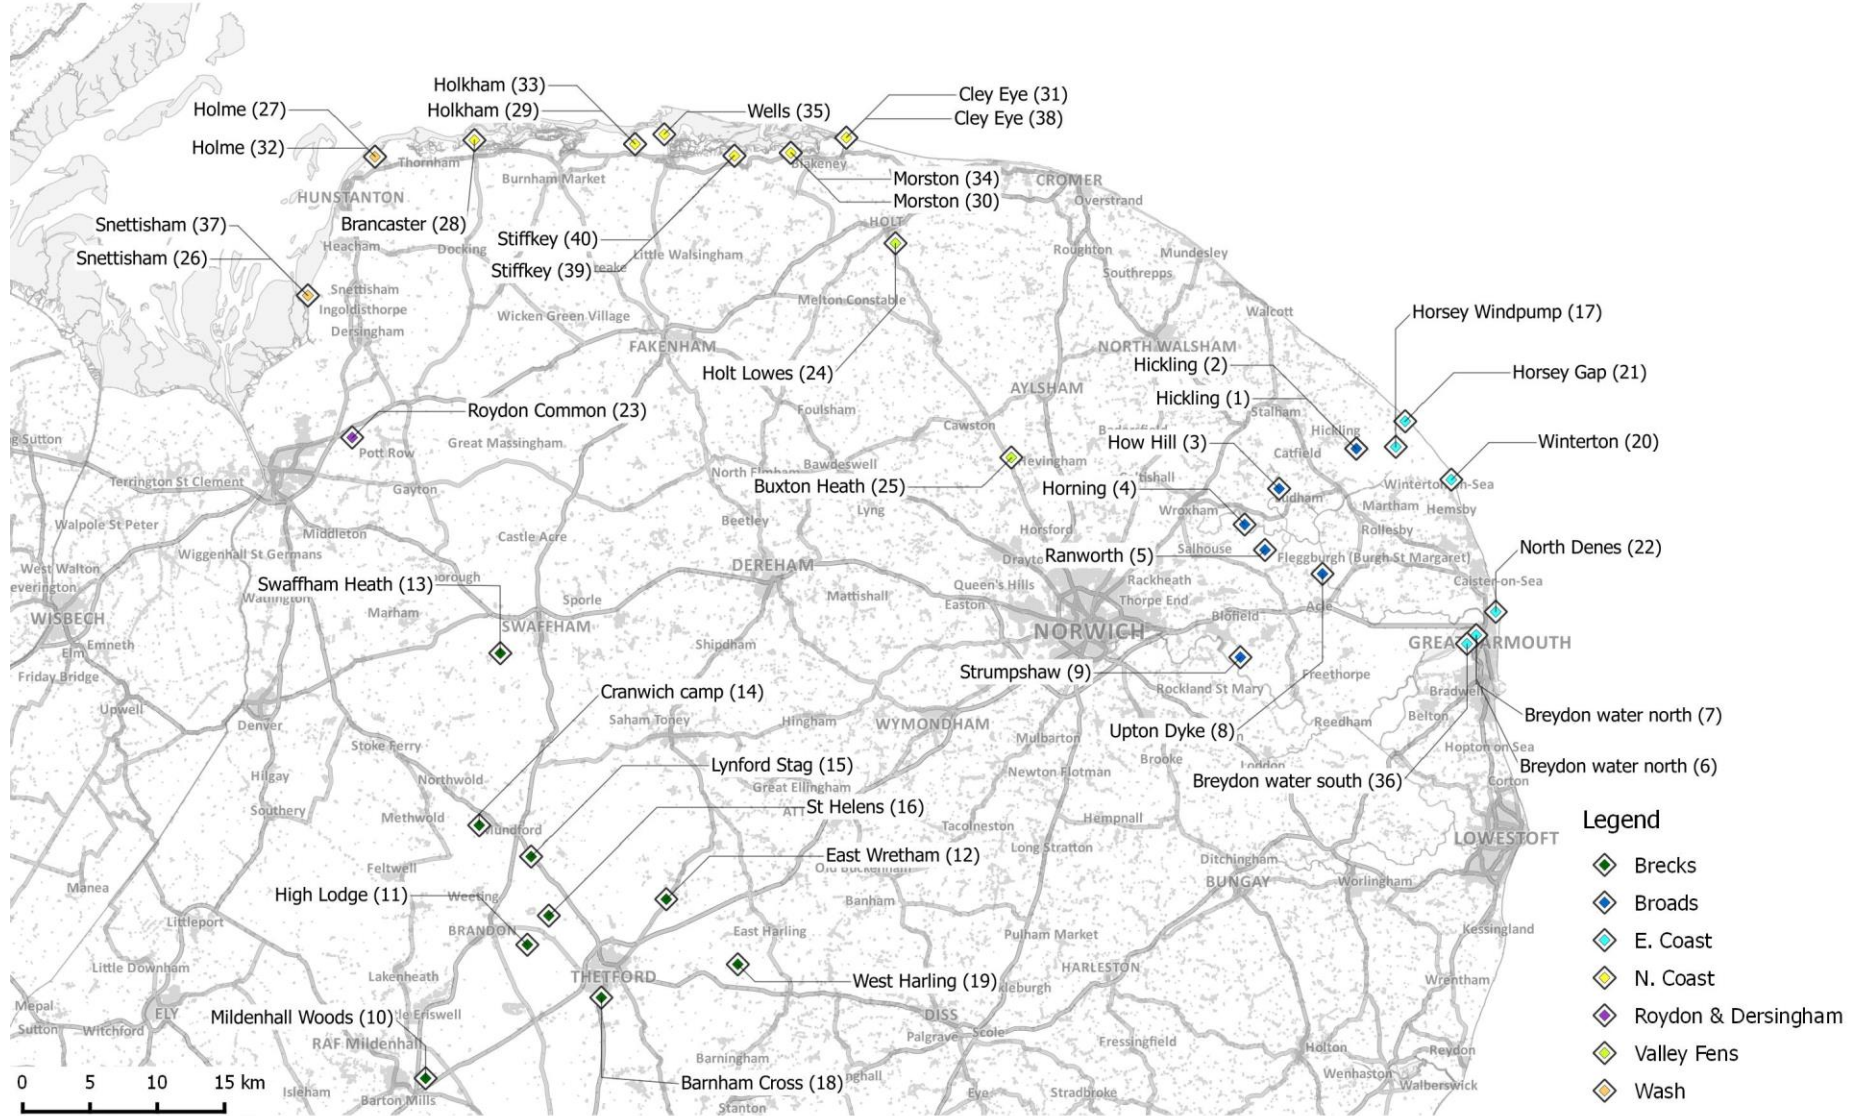 Holkham (33)
Cley Eye (31)
Holme (27)
Holkham (29)
Wells (35)
Cley Eye (38)
Holme (32)
Thornham
Blakeney
Burnham Market
Morston (34)
CROMER
HUNSTANTON
Morston (30)
Overstrand
Snettisham (37)
Brancaster (28)
HOLT
Stiffkey (40)
Heacham
Docking
Little Walsingham
Roughton
Mundesley
Snettisham (26)
Stiffkey (39)
Southrepps
Snettisham
Melton Constable
Ingoldisthorpe
Wicken Green Village
Walcott
Horsey Windpump (17)
Dersingham
FAKENHAM
NORTH WALSHAM
Hickling (2)
Holt Lowes (24)
Horsey Gap (21)
AYLSHAM
Hickling (1)
Roydon Common (23)
Foulsham
Stalham
Cawston
Hickling
g Sutton
Great Massingham
How Hill (3)
Winterton (20)
Pott Row
Catfield
Bawdeswell
Hevingham
Terrington St Clement
Gayton
Buxton Heath (25)
Horning (4)
Martham
Hemsby
Walpole St Peter
Lyng
Wroxham
Middleton
Beetley
Horsford
Rollesby
Castle Acre
Wiggenhall St Germans
Ranworth (5)
Salhouse
Fleggburgh (Burgh St Margaret)
North Denes (22)
West Walton
DEREHAM
Drayto
Swaffham Heath (13)
orough
Queen's Hills
Rackheath
Caister-on-Sea
everington
Sporle
Mattishall
Thorpe End
Marham
Easton
Blofield
Acle
WISBECH
SWAFFHAM
NORWICH
Emneth
Shipdham
Elm
Strumpshaw (9)
Freethorpe
Friday Bridge
Rockland St Mary
Bradwell
Cranwich camp (14)
Upwell
Saham Toney
Hingham
WYMONDHAM
Reedham
Belton
Breydon water north (7)
Denver
Upton Dyke (8)
Stoke Ferry
Mulbarton
Hopton on Sea
Lynford Stag (15)
Brooke
Breydon water north (6)
Hilgay
Northwold
Newton Flotman
Breydon water south (36)
Corton
Great Ellingham
St Helens (16)
Southery
Methwold
Hempnall
Legend
Mundford
Tacolneston
LOWESTOFT
East Wretham (12)
Long Stratton
Ditchingham
Brecks
Feltwell
BUNGAY
Worlingham
Manea
High Lodge (11)
Weeting
Banham
Broads
Littleport
BRANDON
East Harling
Pulham Market
Kessingland
E. Coast
Little Downham
Lakenheath
THETFORD
HARLESTON
N. Coast
West Harling (19)
Wrentham
Mepal
ELY
Mildenhall Woods (10)
le Eriswell
DISS
Roydon & Dersingham
Sutton
Witchford
Scole
RAF Mildenhall
Palgrave
Fressingfield
Holton
Reydon
Valley Fens
Barningham
Wenhaston
0 5 10 15 km
Barnham Cross (18)
Walberswick
Isleham
Barton Mills
Eye
Stradbroke
Wash
Stanton